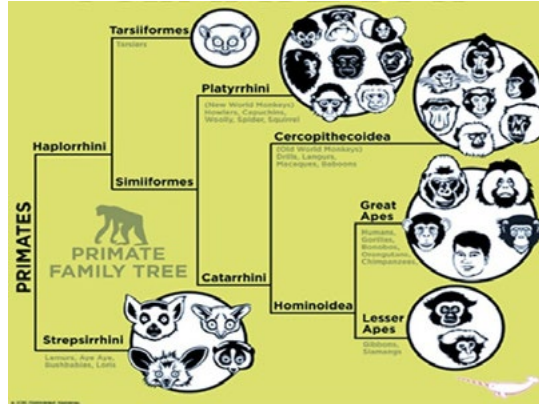 Tarsiiformes
Tarsiers
Platyrrhini
(New World Monkeys)
Howlers, Capuchins,
Woolly, Spider, Squirrel
Cercopithecoidea
(Old World Monkeys)
Drills, Langurs,
Macaques, Baboons
Haplorrhini
Simiiformes
Great
Apes
Humans,
Gorillas,
Bonobos,
Orangutans,
Chimpanzees,
PRIMATES
PRIMATE
FAMILY TREE
Catarrhini
Hominoidea
Lesser
Apes
Gibbons,
Siamangs
Strepsirrhini
Lemurs, Aye Aye,
Bushbabies, Loris